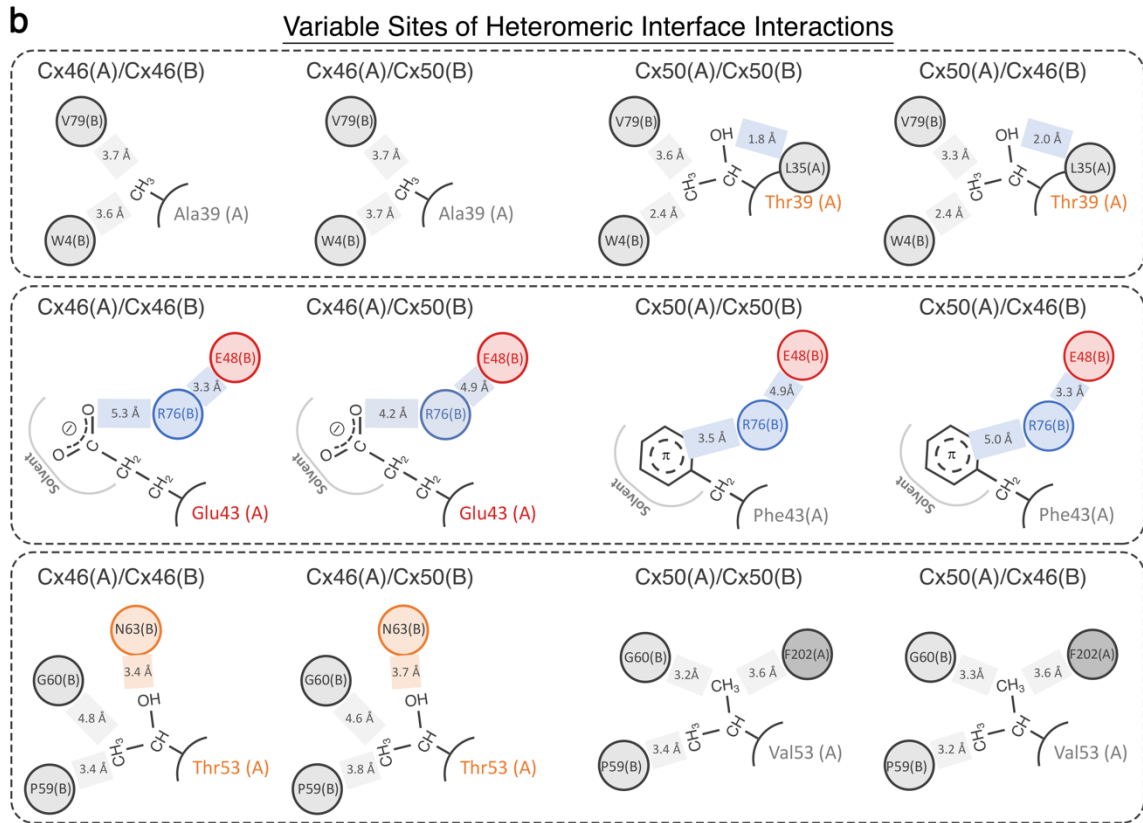 b
Variable Sites of Heteromeric Interface Interactions
Cx46(A)/Cx46(B)
V79(B)
3.7 Å
CH3
3.6 Å
Ala39 (A)
W4(B)
Cx46(A)/Cx50(B)
V79(B)
3.7 Å
CH3
3.7 Å
Ala39 (A)
W4(B)
Cx50(A)/Cx50(B)
V79(B)
OH
1.8 Å
3.6 Å
L35(A)
CH3
CH
2.4 Å
Thr39 (A)
W4(B)
Cx50(A)/Cx46(B)
V79(B)
OH
2.0 Å
3.3 Å
L35(A)
CH3
CH
2.4 Å
Thr39 (A)
W4(B)
Cx46(A)/Cx46(B)
E48(B)
3.3 Å
O
5.3 Å
R76(B)
O
C
CH2
CH2
Solvent
Glu43 (A)
Cx46(A)/Cx50(B)
E48(B)
4.9 Å
O
4.2 Å
R76(B)
O
C
CH2
CH2
Solvent
Glu43 (A)
Cx50(A)/Cx50(B)
E48(B)
4.9Å
R76(B)
3.5 Å
π
CH2
Solvent
Phe43(A)
Cx50(A)/Cx46(B)
E48(B)
3.3 Å
R76(B)
5.0 Å
π
CH2
Solvent
Phe43(A)
Cx46(A)/Cx46(B)
N63(B)
3.4 Å
G60(B)
OH
4.8 Å
CH3
CH
3.4 Å
Thr53 (A)
P59(B)
Cx46(A)/Cx50(B)
N63(B)
3.7 Å
G60(B)
OH
4.6 Å
CH3
CH
3.8 Å
Thr53 (A)
P59(B)
Cx50(A)/Cx50(B)
G60(B)
F202(A)
3.2Å
3.6 Å
CH3
CH3
CH
3.4 Å
Val53 (A)
P59(B)
Cx50(A)/Cx46(B)
G60(B)
F202(A)
3.3Å
3.6 Å
CH3
CH3
CH
3.2 Å
Val53 (A)
P59(B)